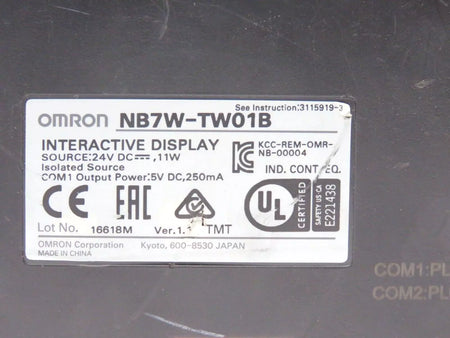 See Instruction:3115919-3
OMRON NB7W-TW01B
INTERACTIVE DISPLAY
SOURCE:24V DC⎓,11W
Isolated Source
COM1 Output Power:5V DC,250mA
KCC-REM-OMR-
NB-00004
IND. CONT. EQ.
CE EAC UL CERTIFIED SAFETY US-CA E221438
Lot No. 16618M Ver.1.1 TMT
OMRON Corporation Kyoto, 600-8530 JAPAN
MADE IN CHINA
COM1:PL
COM2:PL